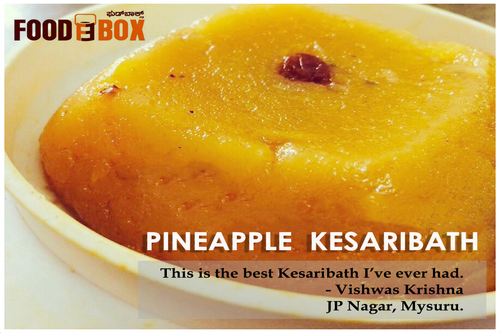 ಫುಡ್‌ಬಾಕ್ಸ್
FOOD BOX
PINEAPPLE KESARIBATH
This is the best Kesaribath I've ever had.
- Vishwas Krishna
JP Nagar, Mysuru.